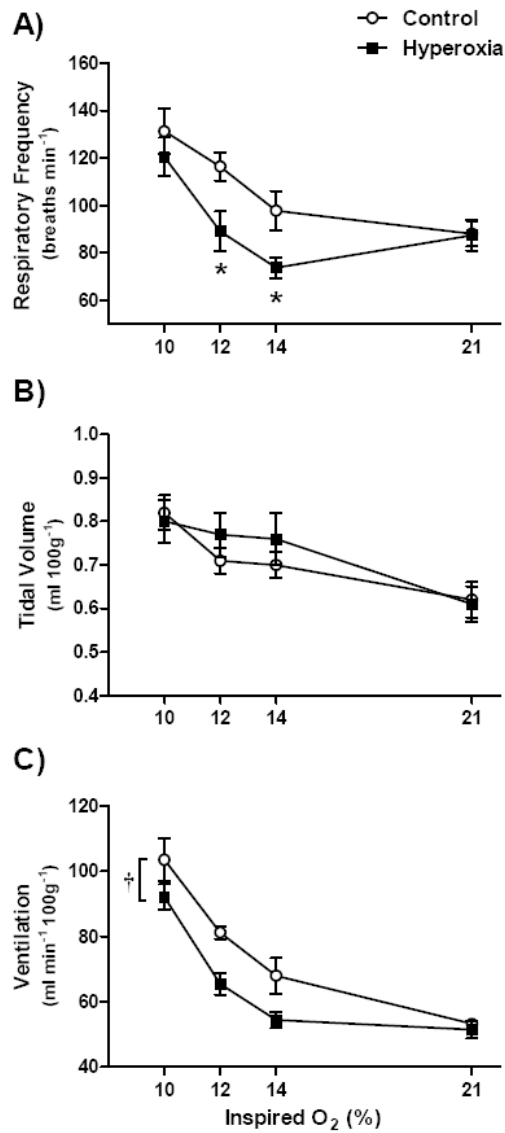 A)
Control
Hyperoxia
Respiratory Frequency
(breaths min⁻¹)
160
140
120
100
80
60
*
*
10 12 14 21
B)
Tidal Volume
(ml 100g⁻¹)
1.0
0.9
0.8
0.7
0.6
0.5
0.4
10 12 14 21
C)
Ventilation
(ml min⁻¹ 100g⁻¹)
120
100
80
60
40
†
10 12 14 21
Inspired O₂ (%)